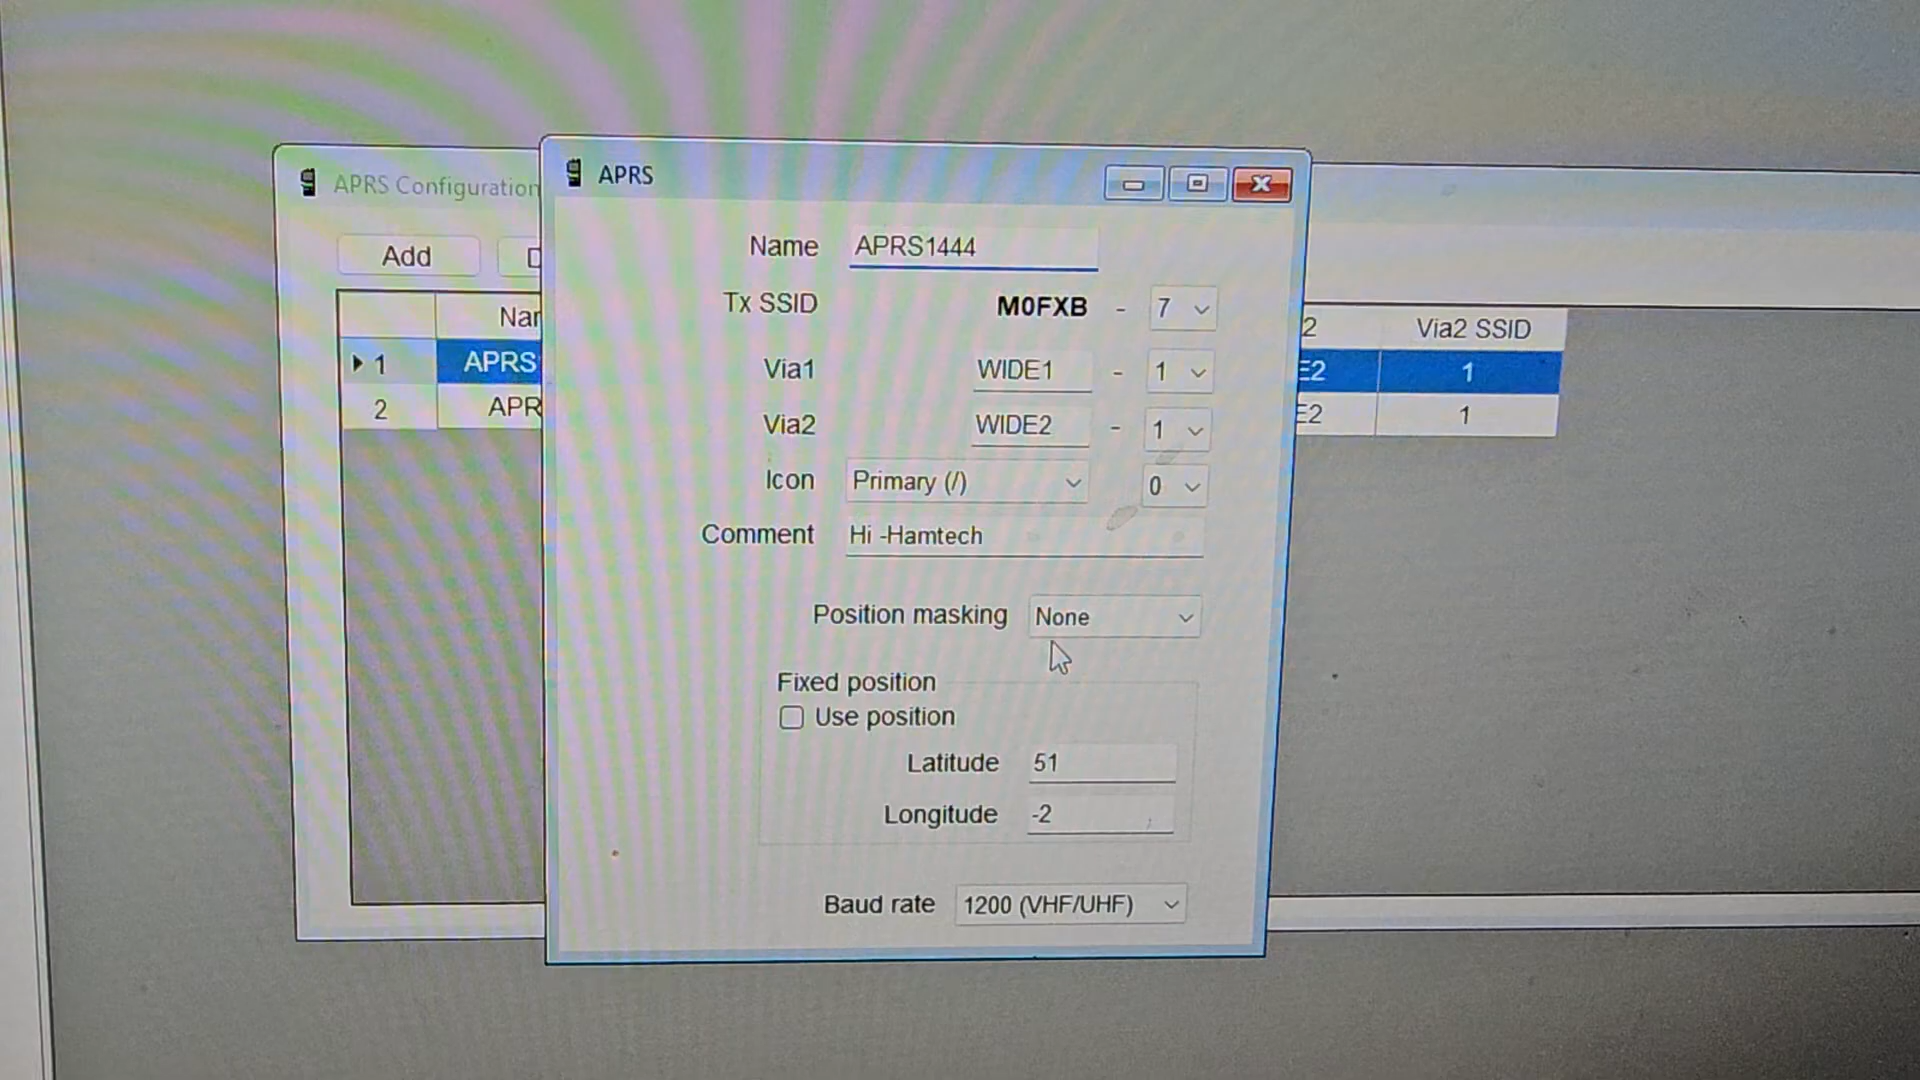 APRS Configuration
APRS
Add
D
Name APRS1444
Tx SSID M0FXB - 7
Via1 WIDE1 - 1
Via2 WIDE2 - 1
Icon Primary (/) 0
Comment Hi -Hamtech
Position masking None
Fixed position
Use position
Latitude 51
Longitude -2
Baud rate 1200 (VHF/UHF)
Nar 2 Via2 SSID
1 APRS E2 1
2 APR E2 1